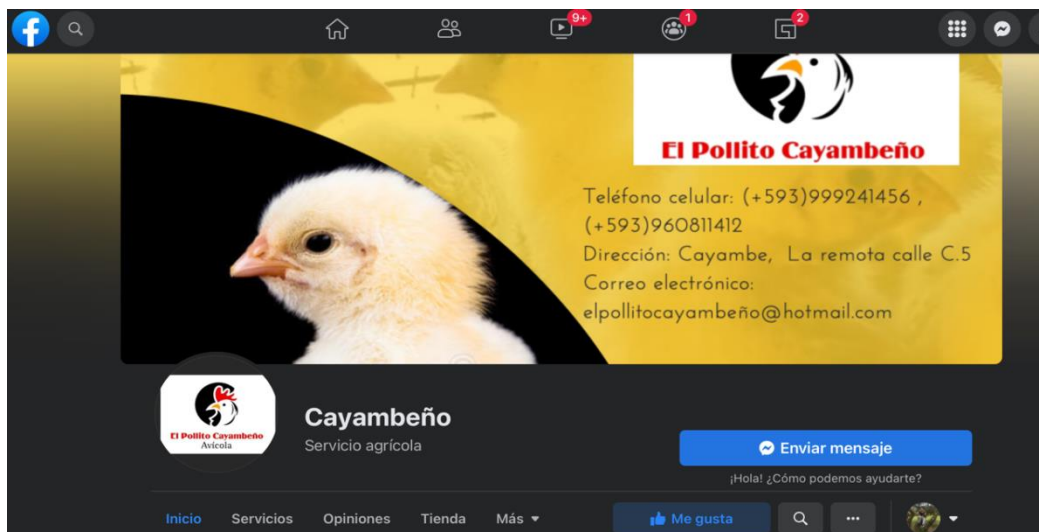 9+
1
2
El Pollito Cayambeño
Teléfono celular: (+593)999241456 ,
(+593)960811412
Dirección: Cayambe, La remota calle C.5
Correo electrónico:
elpollitocayambeño@hotmail.com
El Pollito Cayambeño
Avícola
Cayambeño
Servicio agrícola
Enviar mensaje
¡Hola! ¿Cómo podemos ayudarte?
Inicio Servicios Opiniones Tienda Más Me gusta